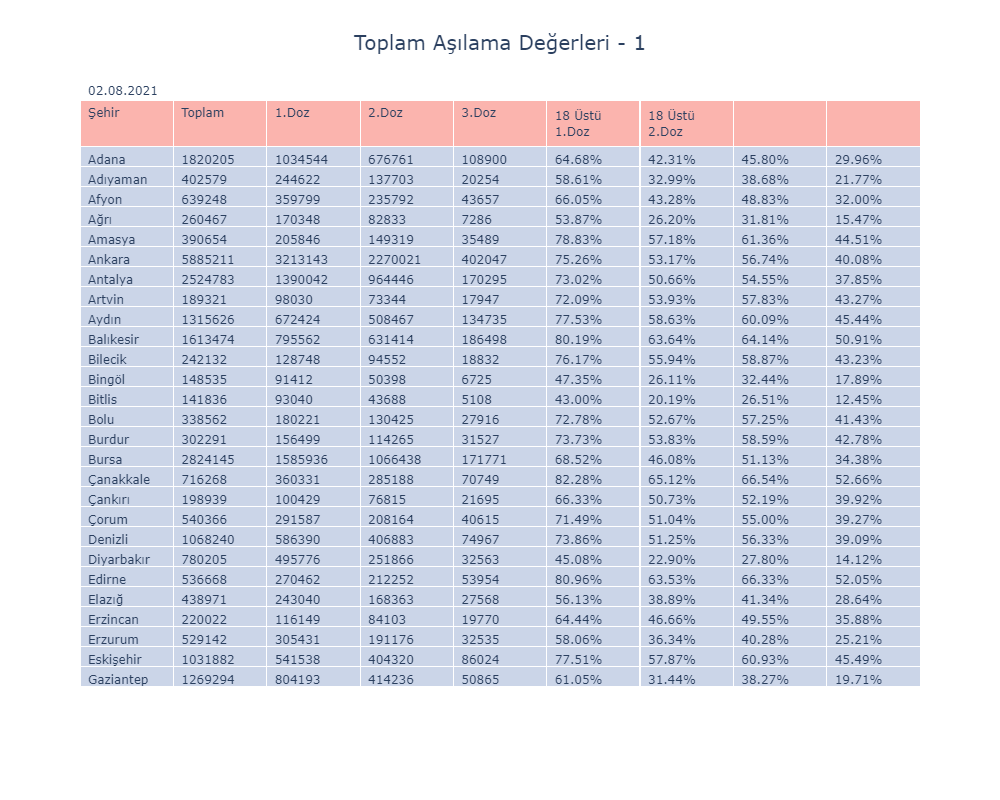 Toplam Aşılama Değerleri - 1
02.08.2021
Şehir Toplam 1.Doz 2.Doz 3.Doz 18 Üstü 1.Doz 18 Üstü 2.Doz
Adana 1820205 1034544 676761 108900 64.68% 42.31% 45.80% 29.96%
Adıyaman 402579 244622 137703 20254 58.61% 32.99% 38.68% 21.77%
Afyon 639248 359799 235792 43657 66.05% 43.28% 48.83% 32.00%
Ağrı 260467 170348 82833 7286 53.87% 26.20% 31.81% 15.47%
Amasya 390654 205846 149319 35489 78.83% 57.18% 61.36% 44.51%
Ankara 5885211 3213143 2270021 402047 75.26% 53.17% 56.74% 40.08%
Antalya 2524783 1390042 964446 170295 73.02% 50.66% 54.55% 37.85%
Artvin 189321 98030 73344 17947 72.09% 53.93% 57.83% 43.27%
Aydın 1315626 672424 508467 134735 77.53% 58.63% 60.09% 45.44%
Balıkesir 1613474 795562 631414 186498 80.19% 63.64% 64.14% 50.91%
Bilecik 242132 128748 94552 18832 76.17% 55.94% 58.87% 43.23%
Bingöl 148535 91412 50398 6725 47.35% 26.11% 32.44% 17.89%
Bitlis 141836 93040 43688 5108 43.00% 20.19% 26.51% 12.45%
Bolu 338562 180221 130425 27916 72.78% 52.67% 57.25% 41.43%
Burdur 302291 156499 114265 31527 73.73% 53.83% 58.59% 42.78%
Bursa 2824145 1585936 1066438 171771 68.52% 46.08% 51.13% 34.38%
Çanakkale 716268 360331 285188 70749 82.28% 65.12% 66.54% 52.66%
Çankırı 198939 100429 76815 21695 66.33% 50.73% 52.19% 39.92%
Çorum 540366 291587 208164 40615 71.49% 51.04% 55.00% 39.27%
Denizli 1068240 586390 406883 74967 73.86% 51.25% 56.33% 39.09%
Diyarbakır 780205 495776 251866 32563 45.08% 22.90% 27.80% 14.12%
Edirne 536668 270462 212252 53954 80.96% 63.53% 66.33% 52.05%
Elazığ 438971 243040 168363 27568 56.13% 38.89% 41.34% 28.64%
Erzincan 220022 116149 84103 19770 64.44% 46.66% 49.55% 35.88%
Erzurum 529142 305431 191176 32535 58.06% 36.34% 40.28% 25.21%
Eskişehir 1031882 541538 404320 86024 77.51% 57.87% 60.93% 45.49%
Gaziantep 1269294 804193 414236 50865 61.05% 31.44% 38.27% 19.71%